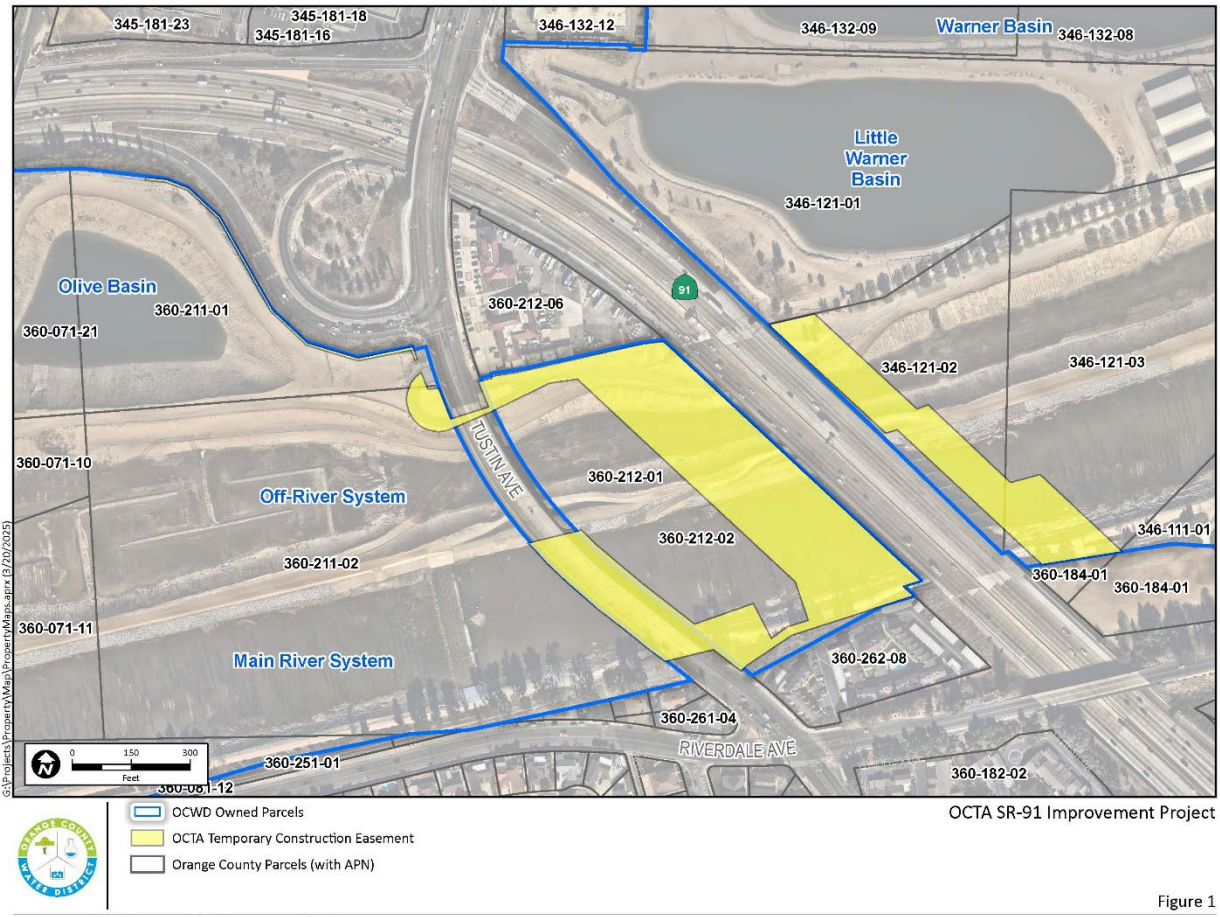 345-181-23
345-181-18
345-181-16
346-132-12
346-132-09
Warner Basin
346-132-08
Little
Warner
Basin
346-121-01
Olive Basin
360-211-01
360-071-21
360-212-06
91
346-121-02
346-121-03
TUSTIN AVE
360-071-10
Off-River System
360-212-01
360-212-02
346-111-01
360-211-02
360-184-01
360-184-01
360-071-11
Main River System
360-262-08
360-261-04
RIVERDALE AVE
360-251-01
360-182-02
360-081-12
N
0 150 300
Feet
G:\Projects\Property\Map\PropertyMaps.aprx (3/20/2025)
ORANGE COUNTY
WATER DISTRICT
OCWD Owned Parcels
OCTA Temporary Construction Easement
Orange County Parcels (with APN)
OCTA SR-91 Improvement Project
Figure 1